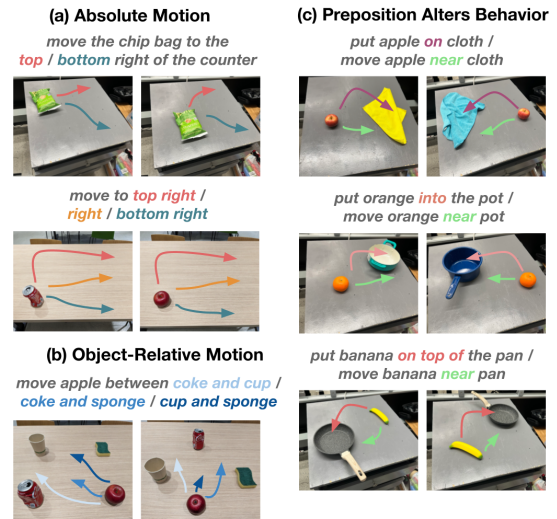 (a) Absolute Motion
move the chip bag to the
top / bottom right of the counter
move to top right /
right / bottom right
(b) Object-Relative Motion
move apple between coke and cup /
coke and sponge / cup and sponge
(c) Preposition Alters Behavior
put apple on cloth /
move apple near cloth
put orange into the pot /
move orange near pot
put banana on top of the pan /
move banana near pan